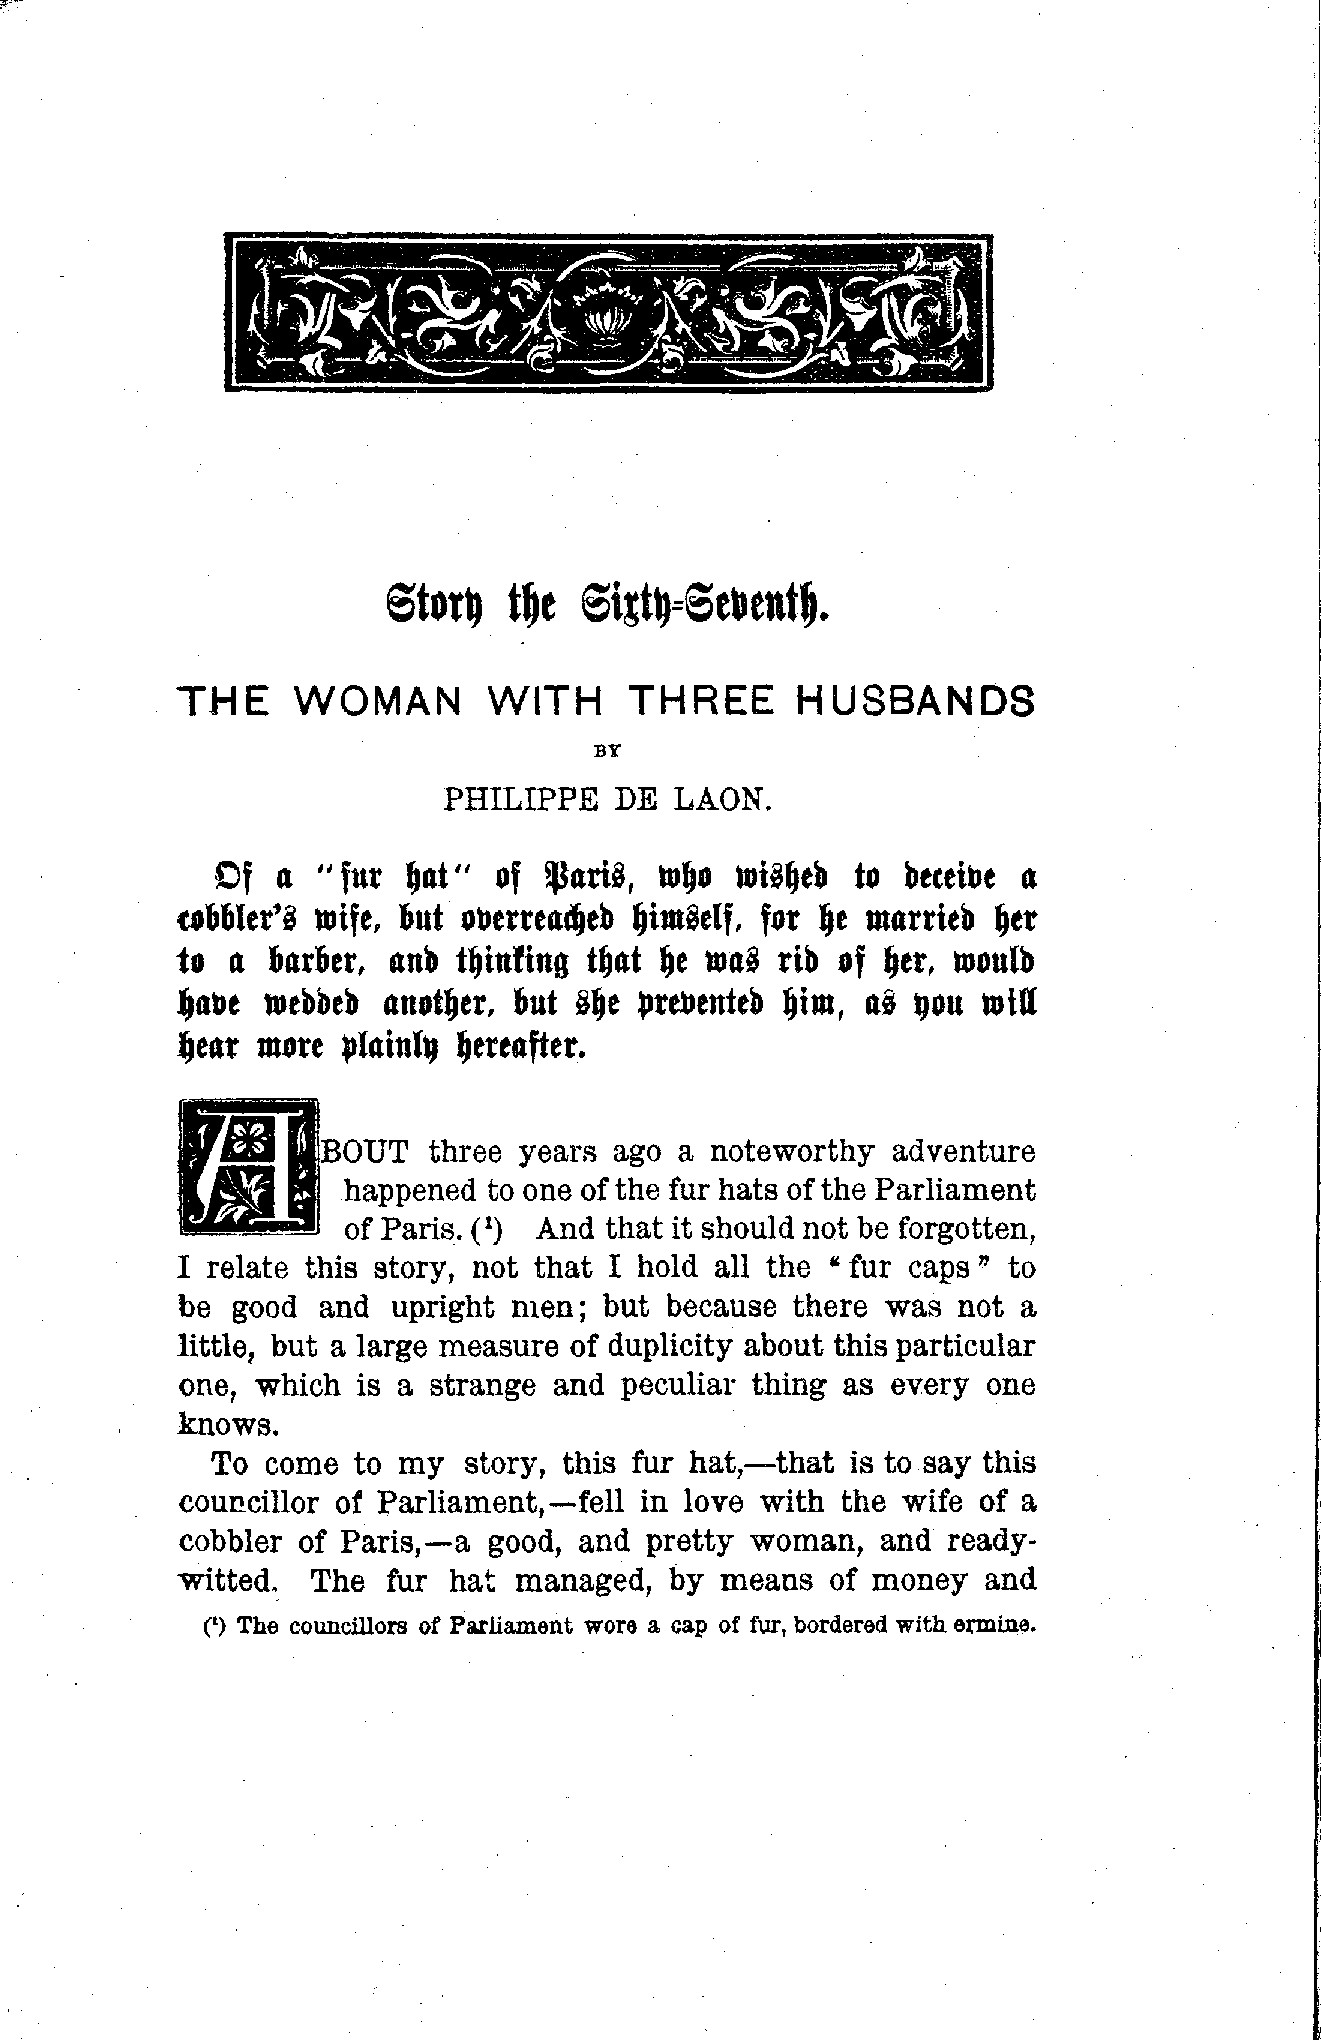 Story the Sixty-Seventh.
THE WOMAN WITH THREE HUSBANDS
BY
PHILIPPE DE LAON.
Of a "fur hat" of Paris, who wished to deceive a
cobbler's wife, but overreached himself, for he married her
to a barber, and thinking that he was rid of her, would
have wedded another, but she prevented him, as you will
hear more plainly hereafter.
ABOUT three years ago a noteworthy adventure
happened to one of the fur hats of the Parliament
of Paris. (¹) And that it should not be forgotten,
I relate this story, not that I hold all the “fur caps” to
be good and upright men; but because there was not a
little, but a large measure of duplicity about this particular
one, which is a strange and peculiar thing as every one
knows.
To come to my story, this fur hat,—that is to say this
councillor of Parliament,—fell in love with the wife of a
cobbler of Paris,—a good, and pretty woman, and ready-
witted. The fur hat managed, by means of money and
(¹) The councillors of Parliament wore a cap of fur, bordered with ermine.